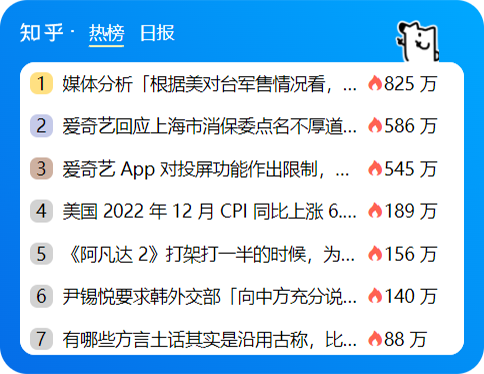 知乎· 热榜 日报
1 媒体分析「根据美对台军售情况看，... 825 万
2 爱奇艺回应上海市消保委点名不厚道... 586 万
3 爱奇艺 App 对投屏功能作出限制，... 545 万
4 美国 2022 年 12 月 CPI 同比上涨 6.... 189 万
5 《阿凡达 2》打架打一半的时候，为... 156 万
6 尹锡悦要求韩外交部「向中方充分说... 140 万
7 有哪些方言土话其实是沿用古称，比... 88 万